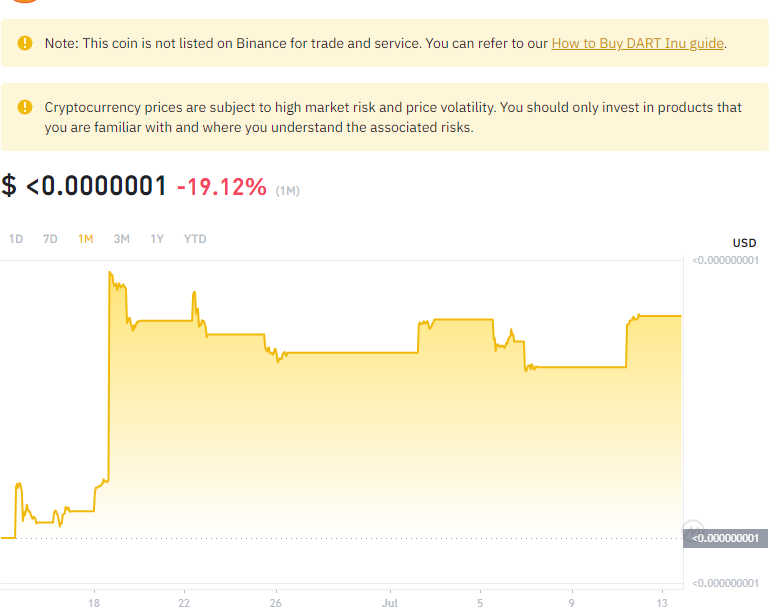 Note: This coin is not listed on Binance for trade and service. You can refer to our How to Buy DART Inu guide.
Cryptocurrency prices are subject to high market risk and price volatility. You should only invest in products that
you are familiar with and where you understand the associated risks.
$ <0.0000001 -19.12% (1M)
1D 7D 1M 3M 1Y YTD
USD
<0.000000001
<0.000000001
<0.000000001
18 22 26 Jul 5 9 13